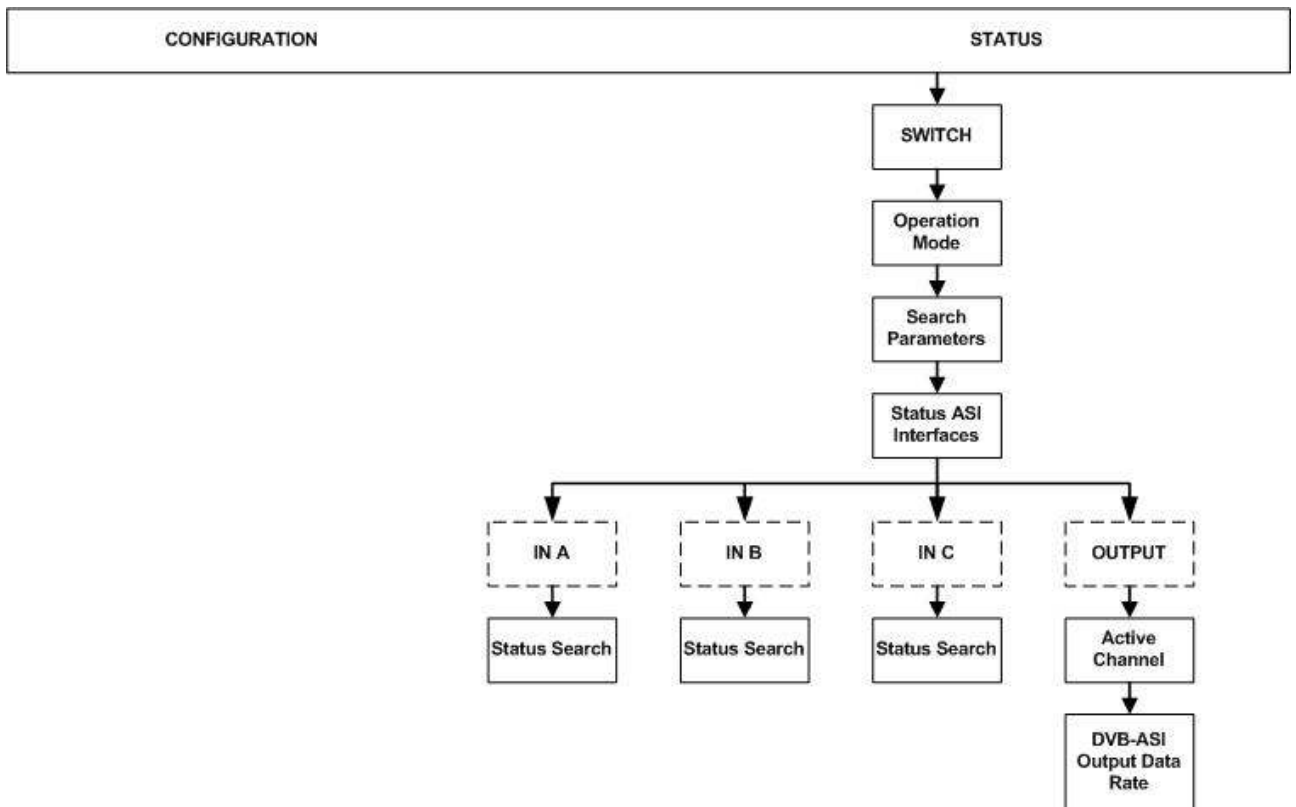 CONFIGURATION
STATUS
SWITCH
Operation
Mode
Search
Parameters
Status ASI
Interfaces
IN A
IN B
IN C
OUTPUT
Status Search
Status Search
Status Search
Active
Channel
DVB-ASI
Output Data
Rate